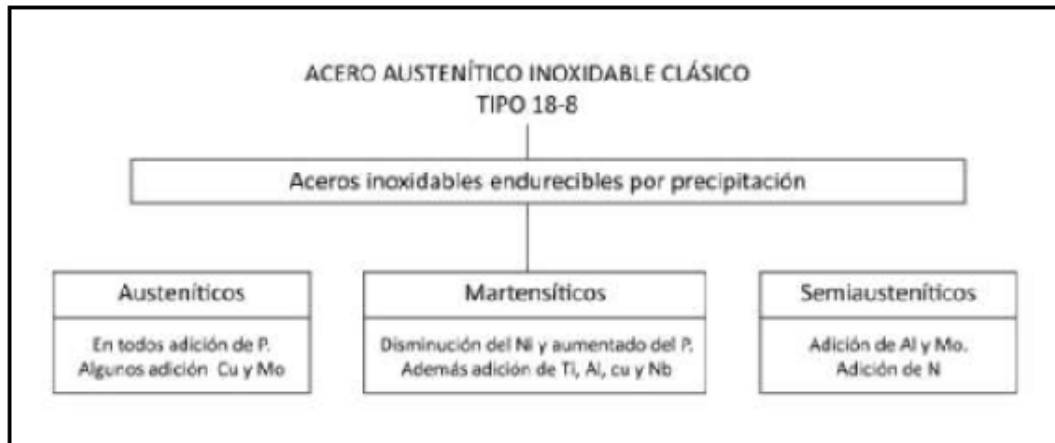 ACERO AUSTENÍTICO INOXIDABLE CLÁSICO
TIPO 18-8
Aceros inoxidables endurecibles por precipitación
Austeníticos
En todos adición de P.
Algunos adición Cu y Mo
Martensíticos
Disminución del Ni y aumentado del P.
Además adición de Ti, Al, cu y Nb
Semiausteníticos
Adición de Al y Mo.
Adición de N